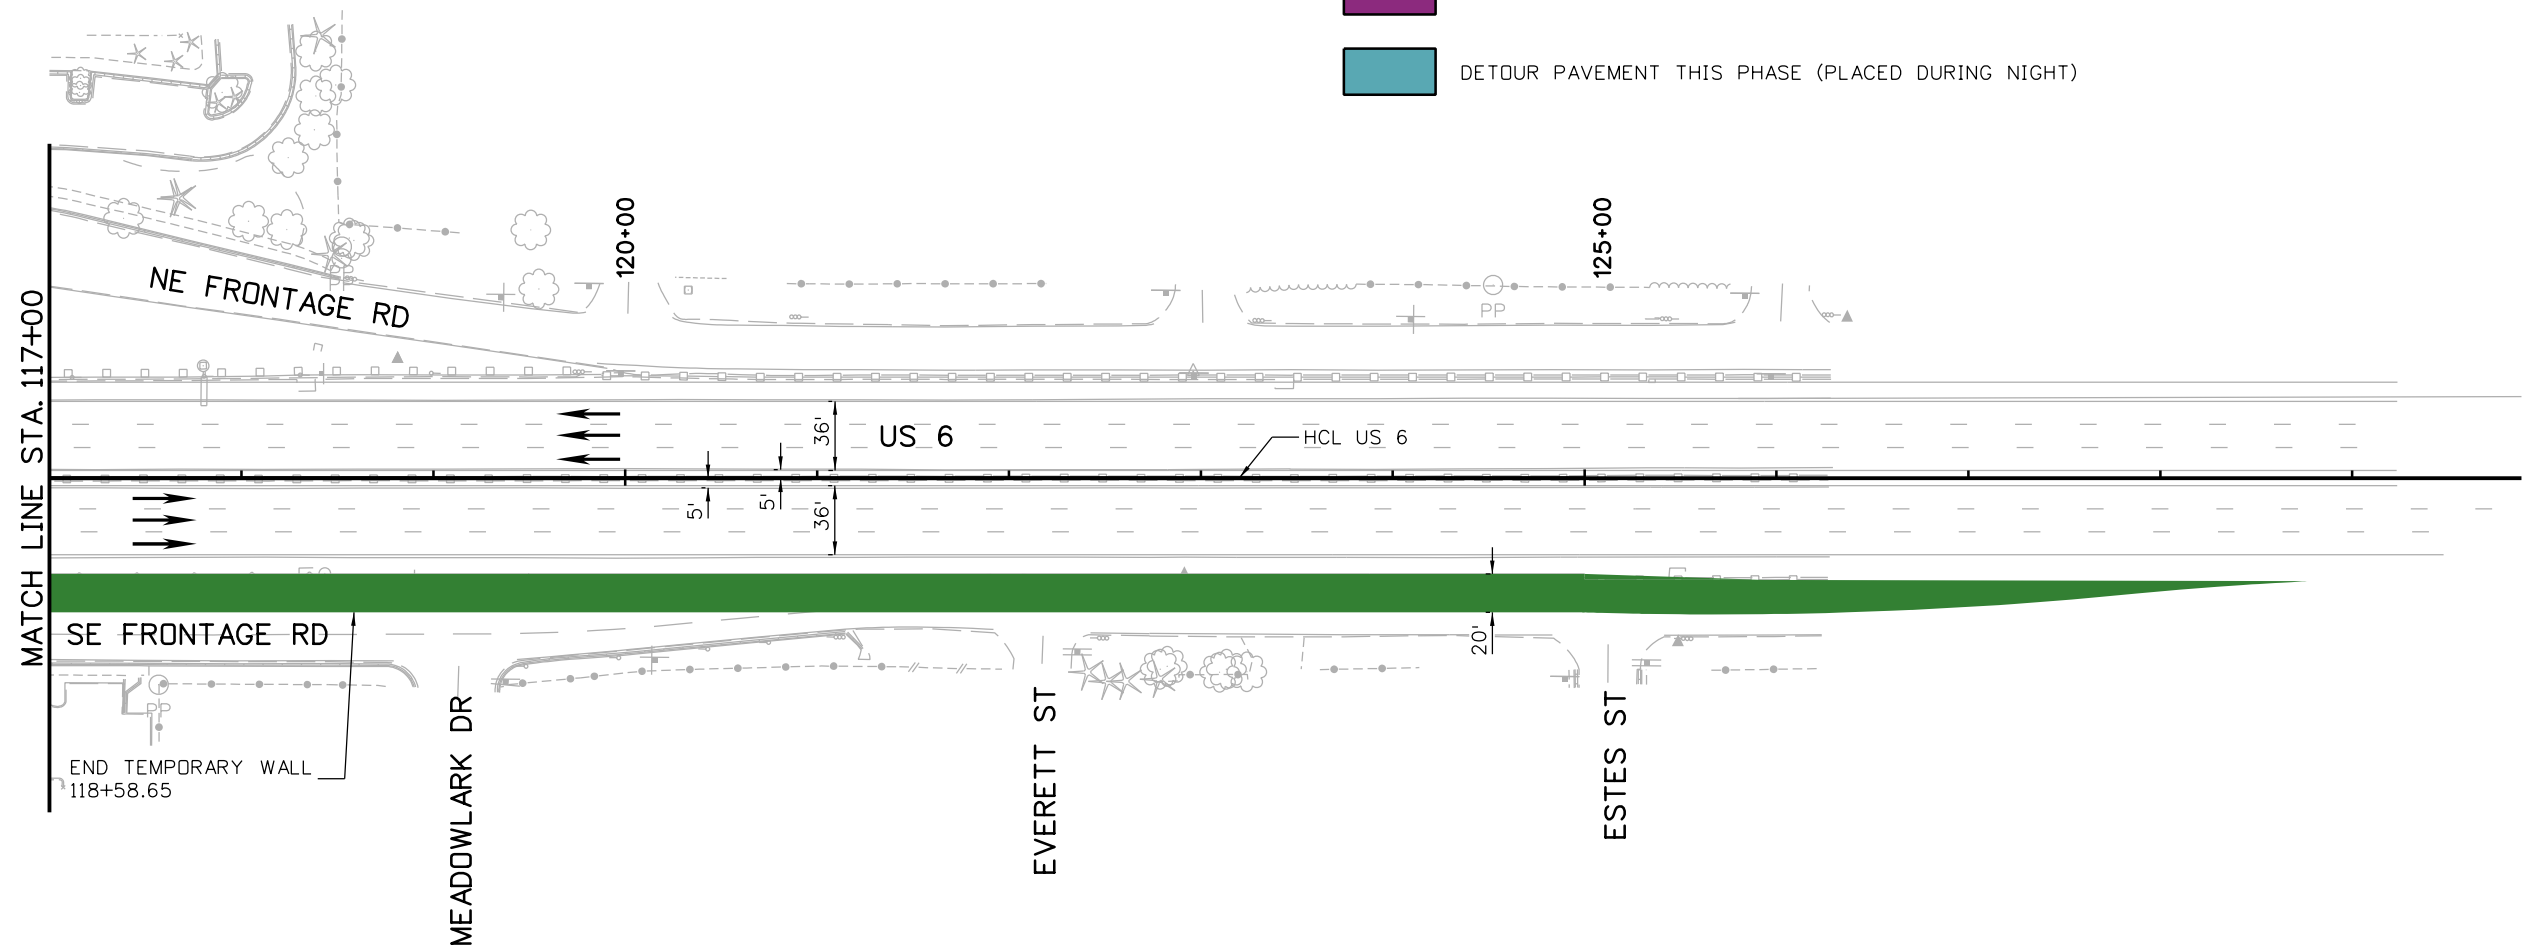 DETOUR PAVEMENT THIS PHASE (PLACED DURING NIGHT)
120+00
125+00
NE FRONTAGE RD
PP
MATCH LINE STA. 117+00
36'
US 6
HCL US 6
5'
5'
36'
SE FRONTAGE RD
20'
PP
END TEMPORARY WALL
118+58.65
MEADOWLARK DR
EVERETT ST
ESTES ST